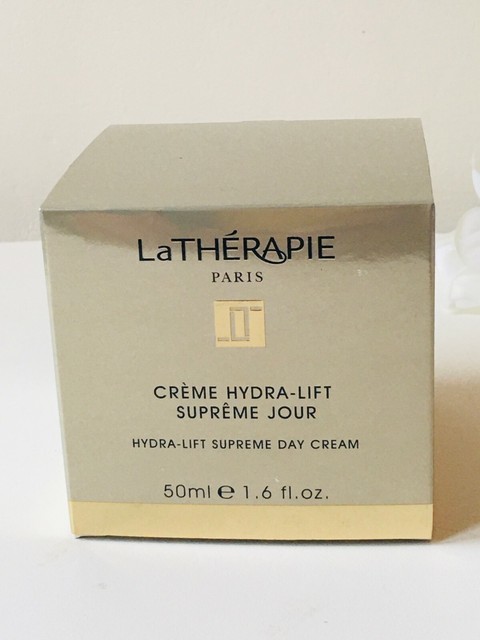 LaTHÉRAPIE
PARIS
CRÈME HYDRA-LIFT
SUPRÊME JOUR
HYDRA-LIFT SUPREME DAY CREAM
50ml ℮ 1.6 fl.oz.